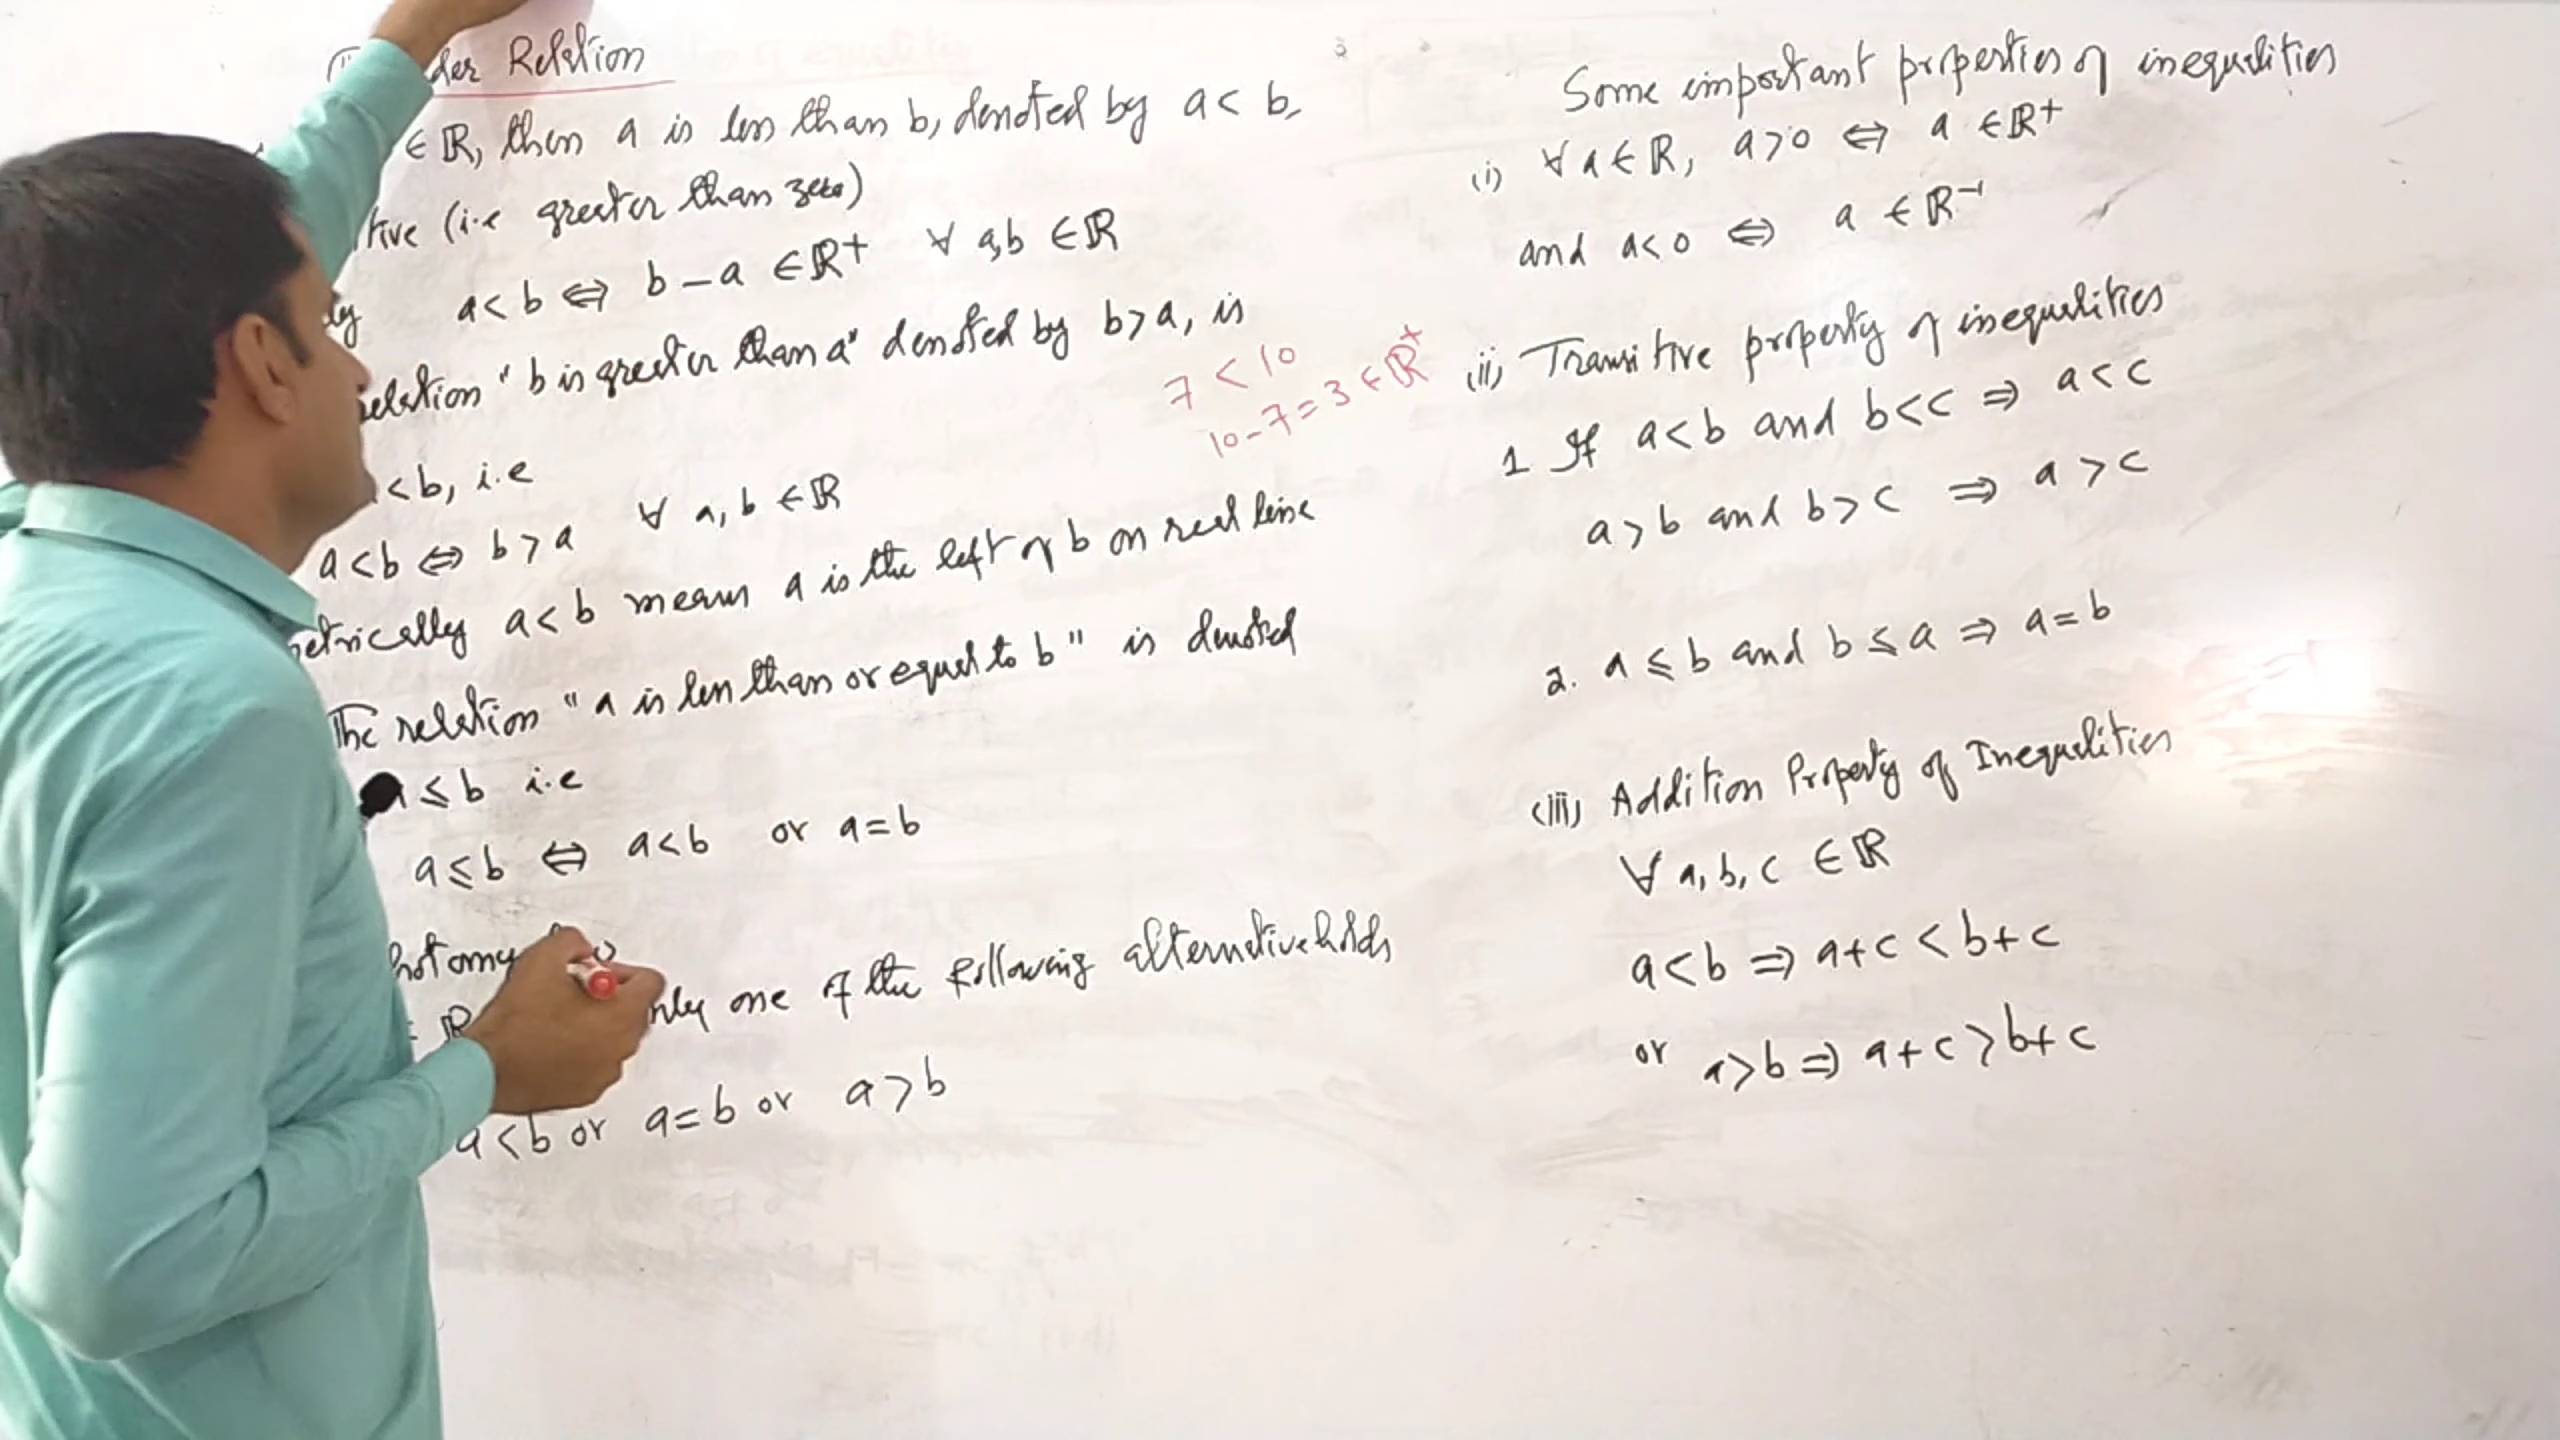 Relation
∈ ℝ, then a is less than b, denoted by a < b,
tive (i.e greater than zero)
a < b ⇔ b - a ∈ ℝ+ ∀ a,b ∈ ℝ
relation "b is greater than a" denoted by b > a, is
< b, i.e
a < b ⇔ b > a ∀ a, b ∈ ℝ
etrically a < b means a is the left of b on real line
The relation "a is less than or equal to b" is denoted
a ≤ b i.e
a ≤ b ⇔ a < b or a = b
hotomy
ℝ nly one of the following alternative holds
a < b or a = b or a > b
7 < 10
10 - 7 = 3 ∈ ℝ+
Some important properties of inequalities
(i) ∀ a ∈ ℝ, a > 0 ⇔ a ∈ ℝ+
and a < 0 ⇔ a ∈ ℝ-
(ii) Transitive property of inequalities
1 If a < b and b < c ⇒ a < c
a > b and b > c ⇒ a > c
2. a ≤ b and b ≤ a ⇒ a = b
(iii) Addition Property of Inequalities
∀ a, b, c ∈ ℝ
a < b ⇒ a + c < b + c
or a > b ⇒ a + c > b + c